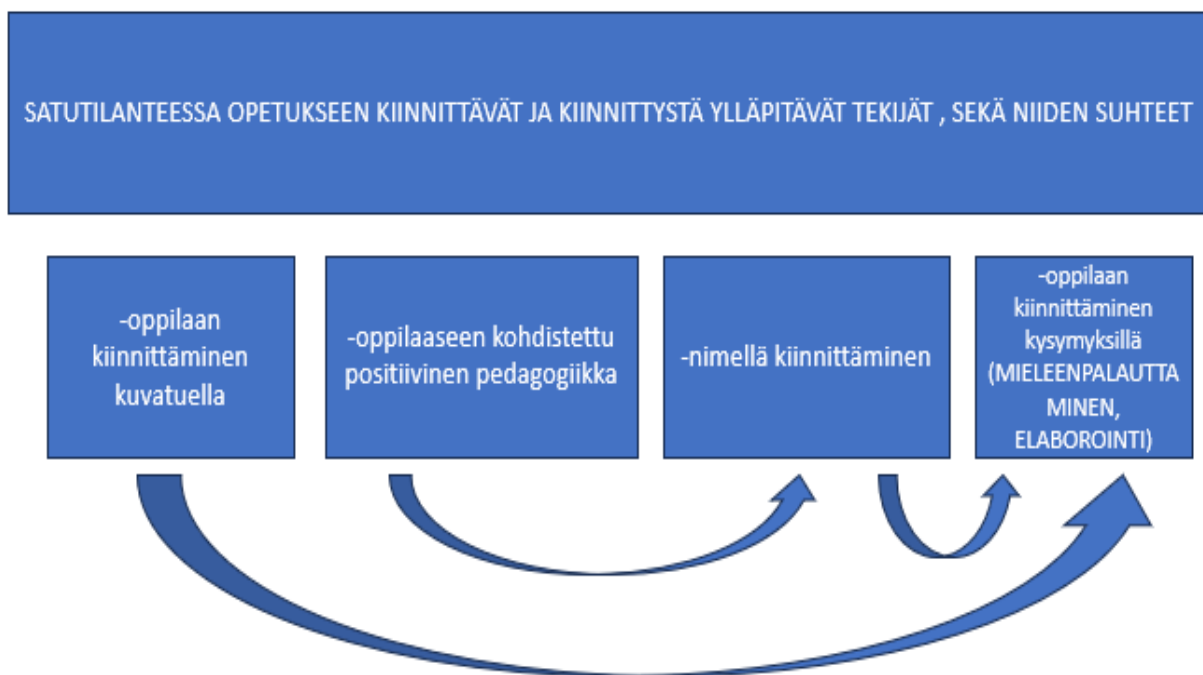 SATUTILANTEESSA OPETUKSEEN KIINNITTÄVÄT JA KIINNITTYSTÄ YLLÄPITÄVÄT TEKIJÄT , SEKÄ NIIDEN SUHTEET
-oppilaan
kiinnittäminen
kuvatuella
-oppilaaseen kohdistettu
positiivinen pedagogiikka
-nimellä kiinnittäminen
-oppilaan
kiinnittäminen
kysymyksillä
(MIELEENPALAUTTA
MINEN,
ELABOROINTI)